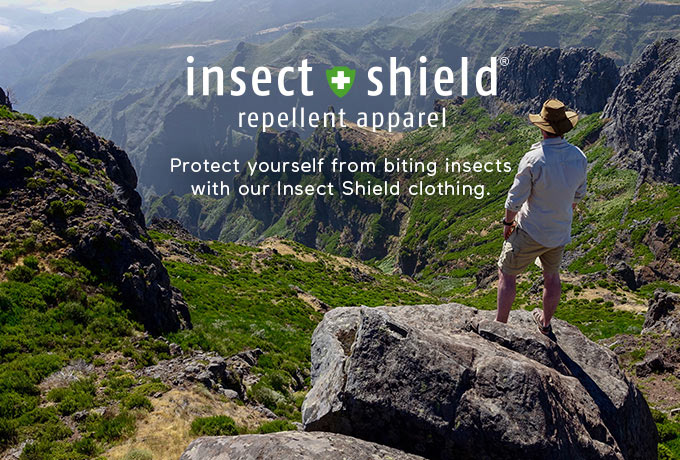 insect shield®
repellent apparel
Protect yourself from biting insects
with our Insect Shield clothing.